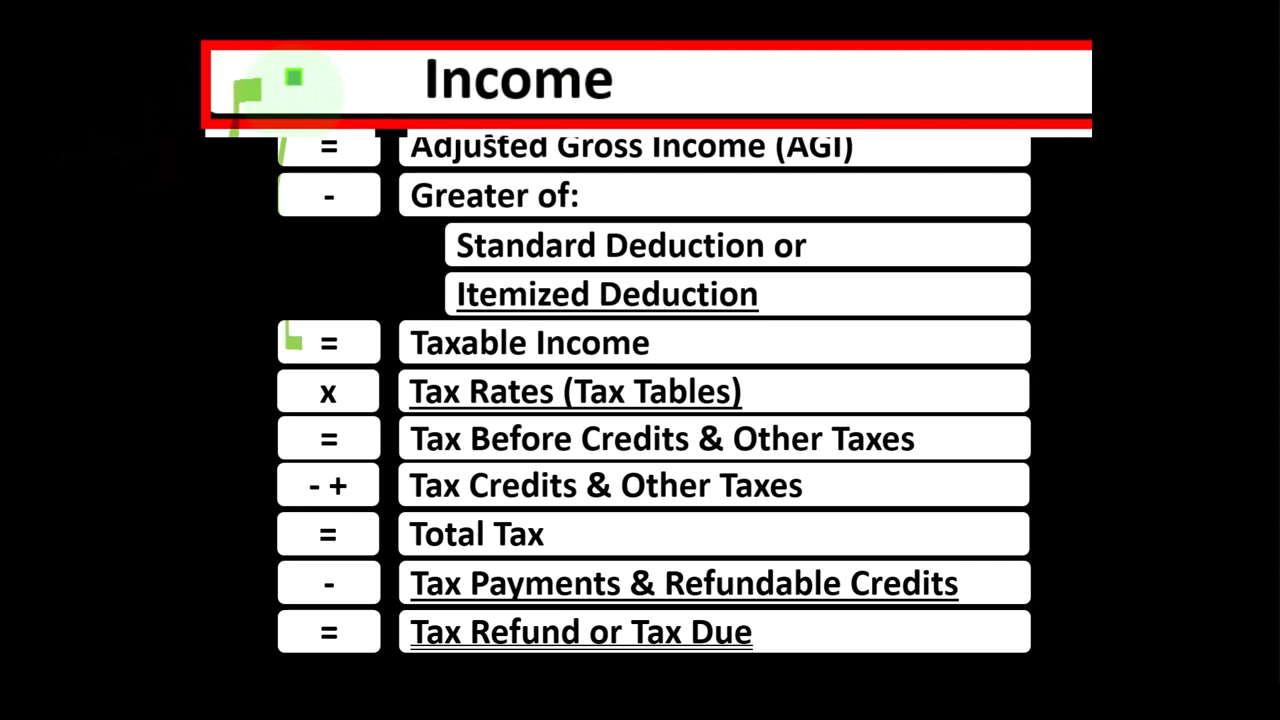 Income
= Adjusted Gross Income (AGI)
- Greater of:
Standard Deduction or
Itemized Deduction
= Taxable Income
x Tax Rates (Tax Tables)
= Tax Before Credits & Other Taxes
- + Tax Credits & Other Taxes
= Total Tax
- Tax Payments & Refundable Credits
= Tax Refund or Tax Due